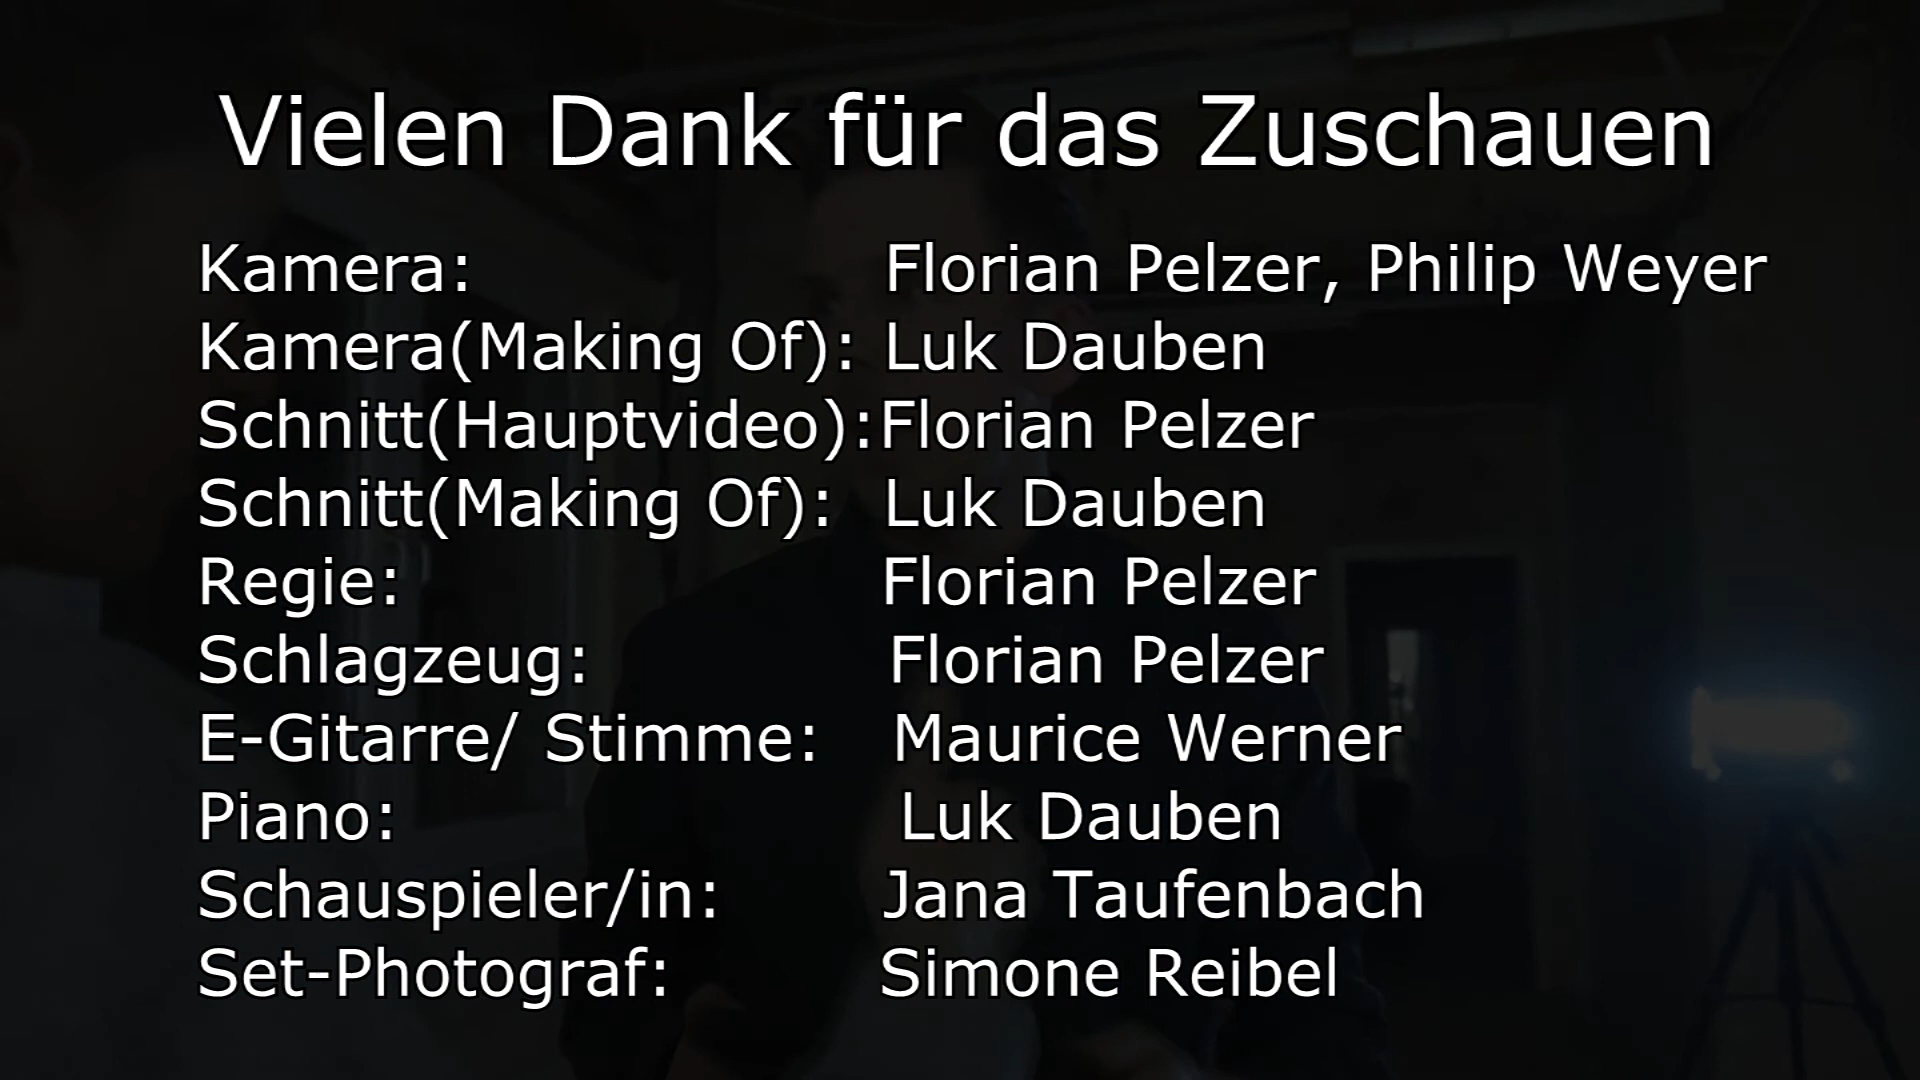 Vielen Dank für das Zuschauen
Kamera: Florian Pelzer, Philip Weyer
Kamera(Making Of): Luk Dauben
Schnitt(Hauptvideo):Florian Pelzer
Schnitt(Making Of): Luk Dauben
Regie: Florian Pelzer
Schlagzeug: Florian Pelzer
E-Gitarre/ Stimme: Maurice Werner
Piano: Luk Dauben
Schauspieler/in: Jana Taufenbach
Set-Photograf: Simone Reibel